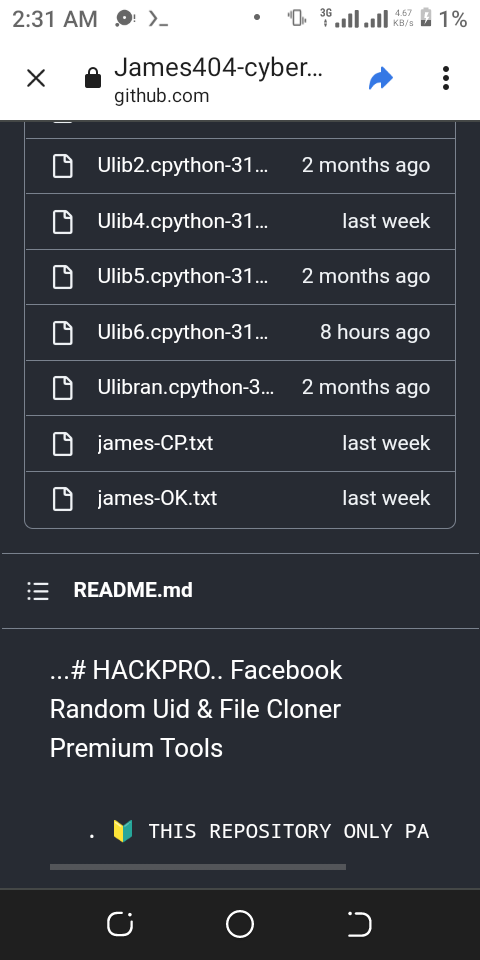 2:31 AM 3G 4.67 KB/s 1%
James404-cyber...
github.com
Ulib2.cpython-31... 2 months ago
Ulib4.cpython-31... last week
Ulib5.cpython-31... 2 months ago
Ulib6.cpython-31... 8 hours ago
Ulibran.cpython-3... 2 months ago
james-CP.txt last week
james-OK.txt last week
README.md
...# HACKPRO.. Facebook
Random Uid & File Cloner
Premium Tools
. 🔰 THIS REPOSITORY ONLY PA